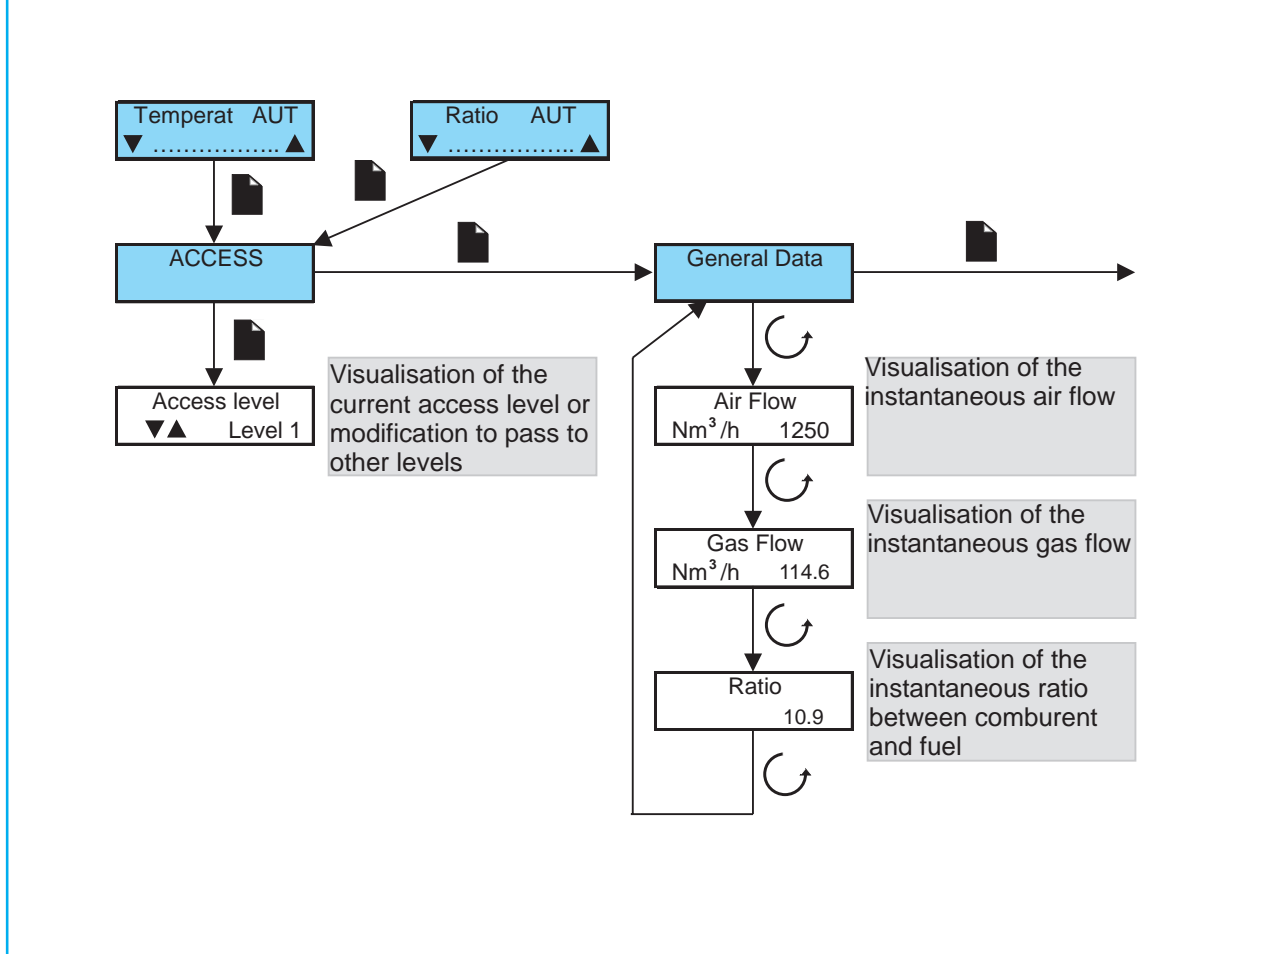 Temperat AUT
▼ ................. ▲
Ratio AUT
▼ ................. ▲
ACCESS
General Data
Access level
▼▲ Level 1
Visualisation of the
current access level or
modification to pass to
other levels
Air Flow
Nm³/h 1250
Visualisation of the
instantaneous air flow
Gas Flow
Nm³/h 114.6
Visualisation of the
instantaneous gas flow
Ratio
10.9
Visualisation of the
instantaneous ratio
between comburent
and fuel